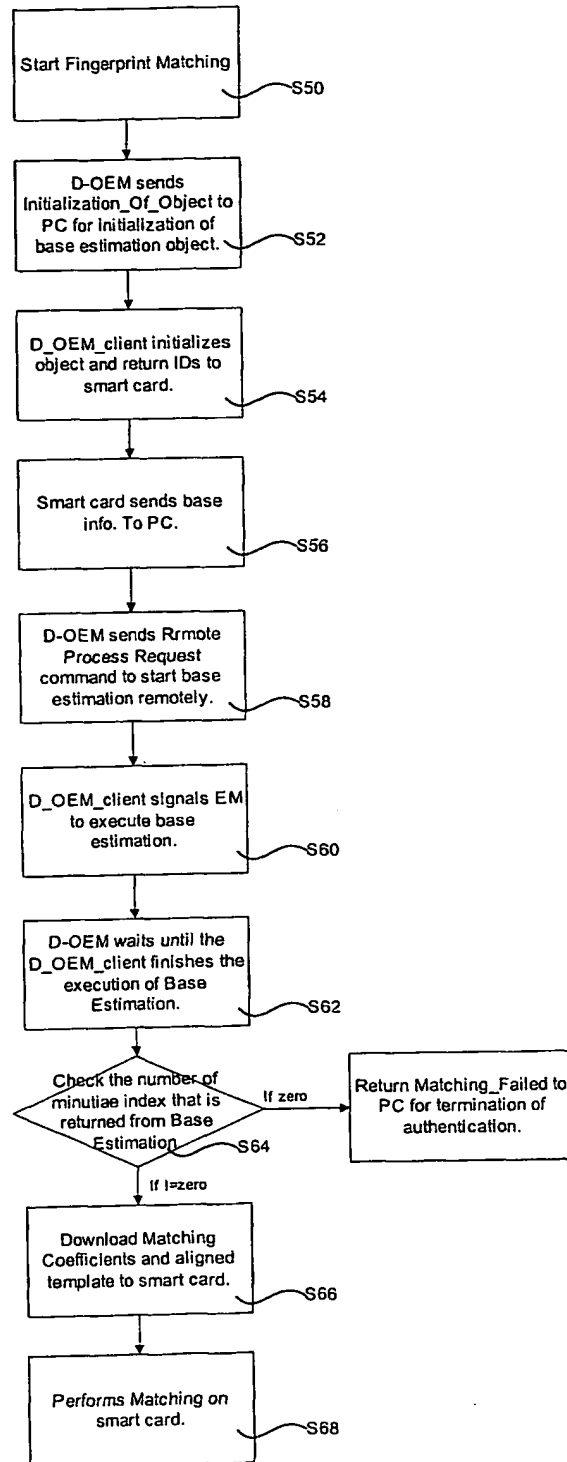 Start Fingerprint Matching
S50
D-OEM sends
Initialization_Of_Object to
PC for initialization of
base estimation object.
S52
D_OEM_client initializes
object and return IDs to
smart card.
S54
Smart card sends base
info. To PC.
S56
D-OEM sends Rrmote
Process Request
command to start base
estimation remotely.
S58
D_OEM_client signals EM
to execute base
estimation.
S60
D-OEM waits until the
D_OEM_client finishes the
execution of Base
Estimation.
S62
Check the number of
minutiae index that is
returned from Base
Estimation
S64
If zero
Return Matching_Failed to
PC for termination of
authentication.
If !=zero
Download Matching
Coefficients and aligned
template to smart card.
S66
Performs Matching on
smart card.
S68